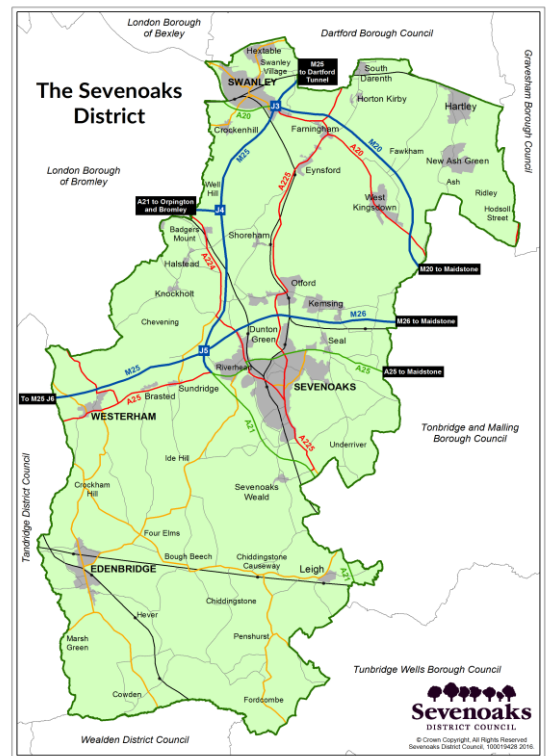 London Borough
of Bexley
Dartford Borough Council
Gravesham Borough Council
The Sevenoaks
District
London Borough
of Bromley
Hextable
Swanley
Village
SWANLEY
M25
to Dartford
Tunnel
South
Darenth
Horton Kirby
Hartley
J3
A20
Crockenhill
Farningham
M25
A20
M20
Fawkham
New Ash Green
Eynsford
A225
Ash
Ridley
Well
Hill
West
Kingsdown
Hodsoll
Street
A21 to Orpington
and Bromley
J4
Badgers
Mount
Shoreham
A224
Halstead
M20 to Maidstone
Otford
Knockholt
Kemsing
Chevening
M26
M26 to Maidstone
Dunton
Green
Seal
J5
M25
Riverhead
A25
A25 to Maidstone
Sundridge
SEVENOAKS
To M25 J6
A25
Brasted
WESTERHAM
A21
A225
Tonbridge and Malling
Borough Council
Underriver
Ide Hill
Tandridge District Council
Crockham
Hill
Sevenoaks
Weald
Four Elms
Bough Beech
Chiddingstone
Causeway
EDENBRIDGE
Leigh
A21
Chiddingstone
Hever
Marsh
Green
Penshurst
Tunbridge Wells Borough Council
Cowden
Fordcombe
Sevenoaks
DISTRICT COUNCIL
Wealden District Council
© Crown Copyright, All Rights Reserved
Sevenoaks District Council, 100019428 2016.